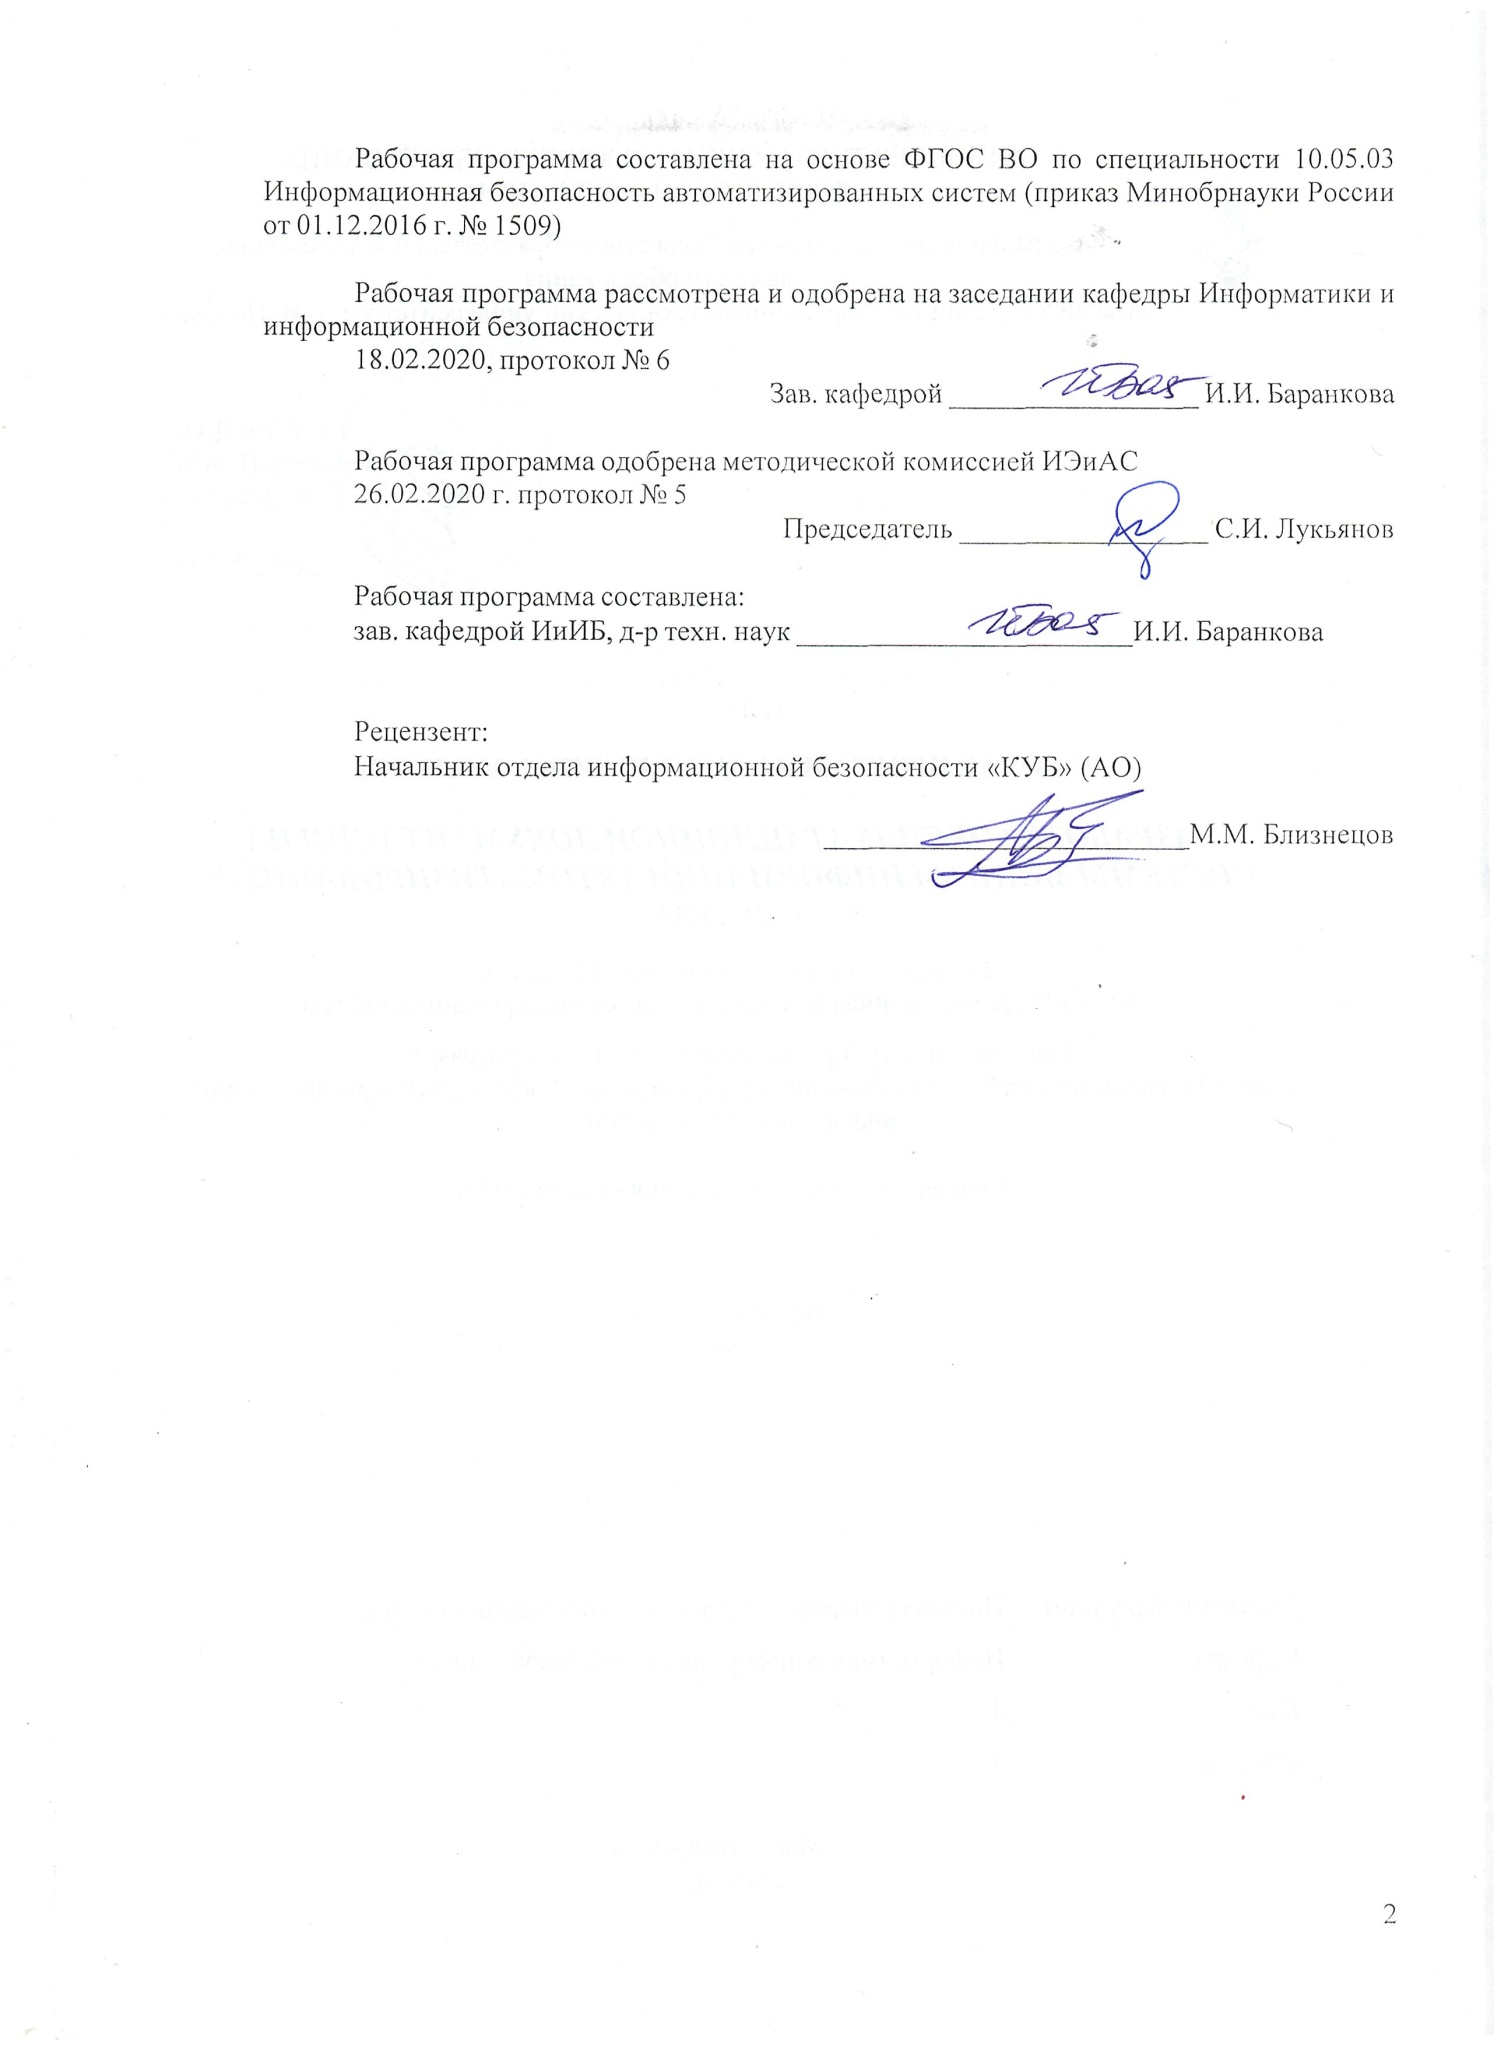 Рабочая программа составлена на основе ФГОС ВО по специальности 10.05.03
Информационная безопасность автоматизированных систем (приказ Минобрнауки России
от 01.12.2016 г. № 1509)
Рабочая программа рассмотрена и одобрена на заседании кафедры Информатики и
информационной безопасности
18.02.2020, протокол № 6
Зав. кафедрой ___________________ И.И. Баранкова
Рабочая программа одобрена методической комиссией ИЭиАС
26.02.2020 г. протокол № 5
Председатель ___________________ С.И. Лукьянов
Рабочая программа составлена:
зав. кафедрой ИиИБ, д-р техн. наук __________________________И.И. Баранкова
Рецензент:
Начальник отдела информационной безопасности «КУБ» (АО)
____________________________М.М. Близнецов
2